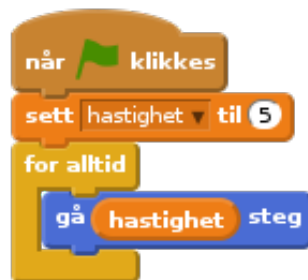 når klikkes
sett hastighet til 5
for alltid
gå hastighet steg